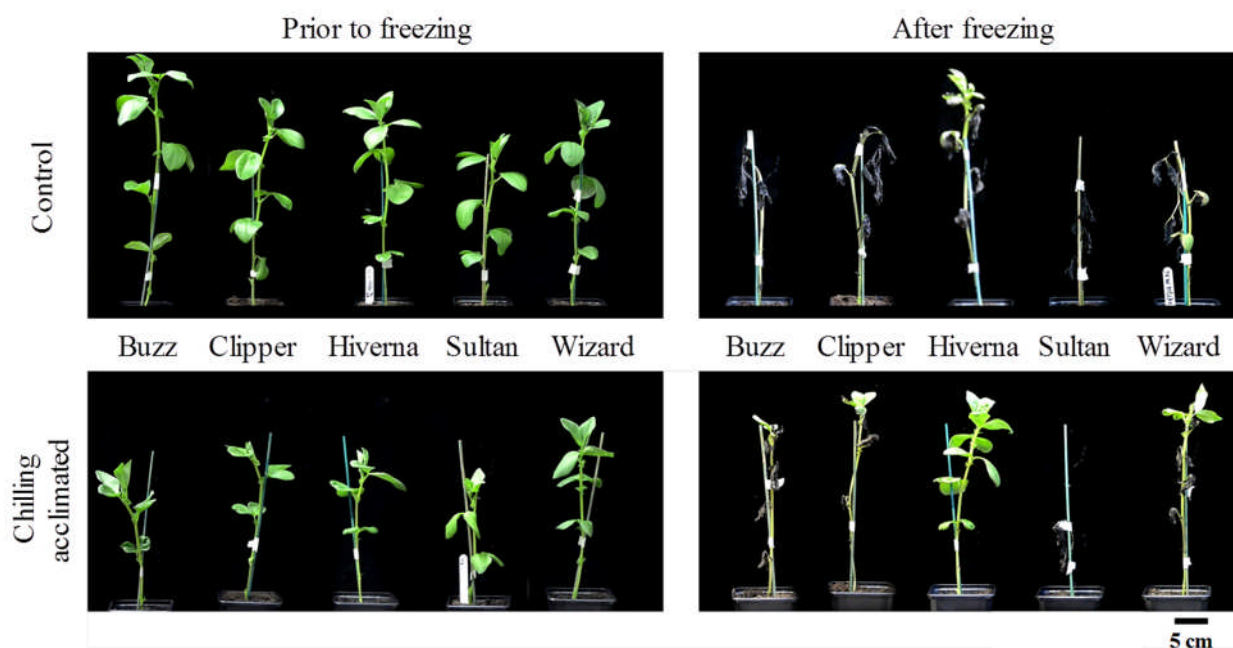 Prior to freezing
After freezing
Control
Buzz Clipper Hiverna Sultan Wizard
Buzz Clipper Hiverna Sultan Wizard
Chilling
acclimated
5 cm